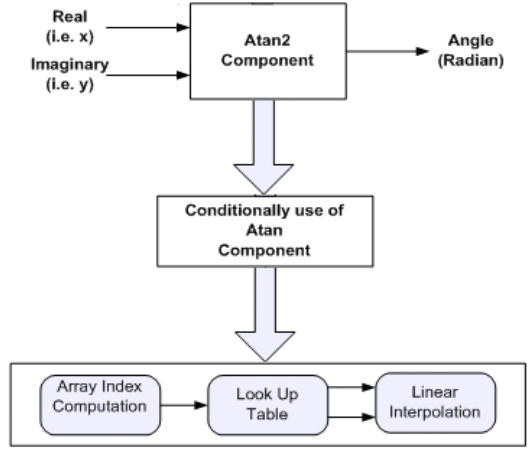 Real
(i.e. x)
Imaginary
(i.e. y)
Atan2
Component
Angle
(Radian)
Conditionally use of
Atan
Component
Array Index
Computation
Look Up
Table
Linear
Interpolation